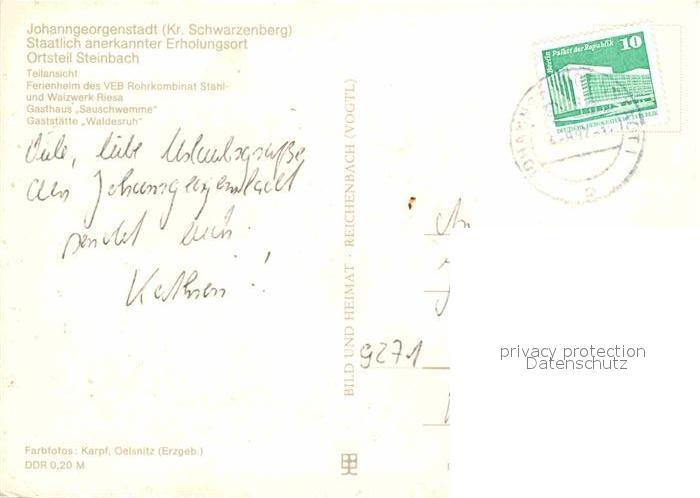 Johanngeorgenstadt (Kr. Schwarzenberg)
Staatlich anerkannter Erholungsort
Ortsteil Steinbach
Teilansicht
Ferienheim des VEB Rohrkombinat Stahl-
und Walzwerk Riesa
Gasthaus „Sauschwemme"
Gaststätte „Waldesruh"
Viele, liebe Urlaubsgrüße
aus Johanngeorgenstadt
sendet euch
Kathrin!
Farbfotos: Karpf, Oelsnitz (Erzgeb.)
DDR 0,20 M
BILD UND HEIMAT · REICHENBACH (VOGTL)
Berlin Palast der Republik
10
DEUTSCHE DEMOKRATISCHE REPUBLIK
An
9271
privacy protection
Datenschutz